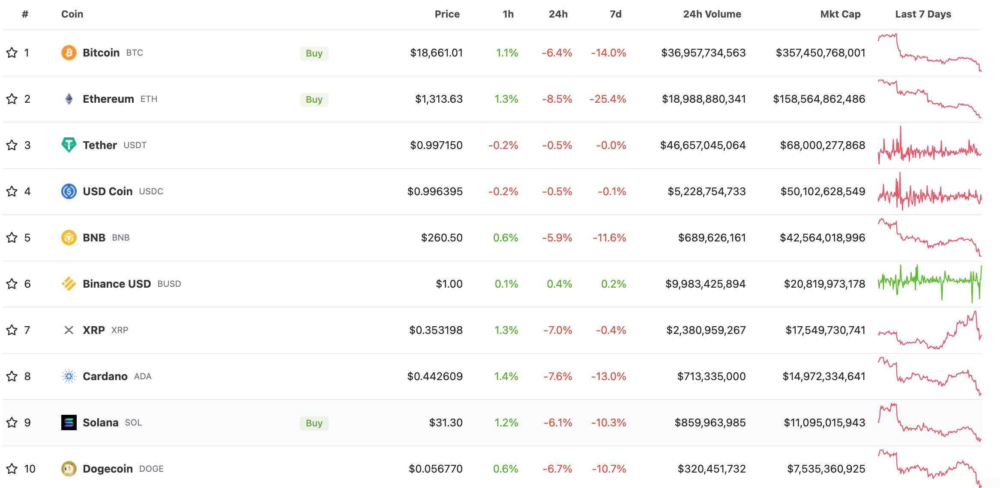 # Coin Price 1h 24h 7d 24h Volume Mkt Cap Last 7 Days
1 Bitcoin BTC Buy $18,661.01 1.1% -6.4% -14.0% $36,957,734,563 $357,450,768,001
2 Ethereum ETH Buy $1,313.63 1.3% -8.5% -25.4% $18,988,880,341 $158,564,862,486
3 Tether USDT $0.997150 -0.2% -0.5% -0.0% $46,657,045,064 $68,000,277,868
4 USD Coin USDC $0.996395 -0.2% -0.5% -0.1% $5,228,754,733 $50,102,628,549
5 BNB BNB $260.50 0.6% -5.9% -11.6% $689,626,161 $42,564,018,996
6 Binance USD BUSD $1.00 0.1% 0.4% 0.2% $9,983,425,894 $20,819,973,178
7 XRP XRP $0.353198 1.3% -7.0% -0.4% $2,380,959,267 $17,549,730,741
8 Cardano ADA $0.442609 1.4% -7.6% -13.0% $713,335,000 $14,972,334,641
9 Solana SOL Buy $31.30 1.2% -6.1% -10.3% $859,963,985 $11,095,015,943
10 Dogecoin DOGE $0.056770 0.6% -6.7% -10.7% $320,451,732 $7,535,360,925